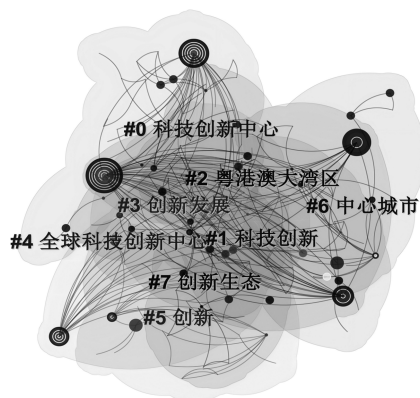 #0 科技创新中心
#2 粤港澳大湾区
#3 创新发展
#6 中心城市
#4 全球科技创新中心
#1 科技创新
#7 创新生态
#5 创新